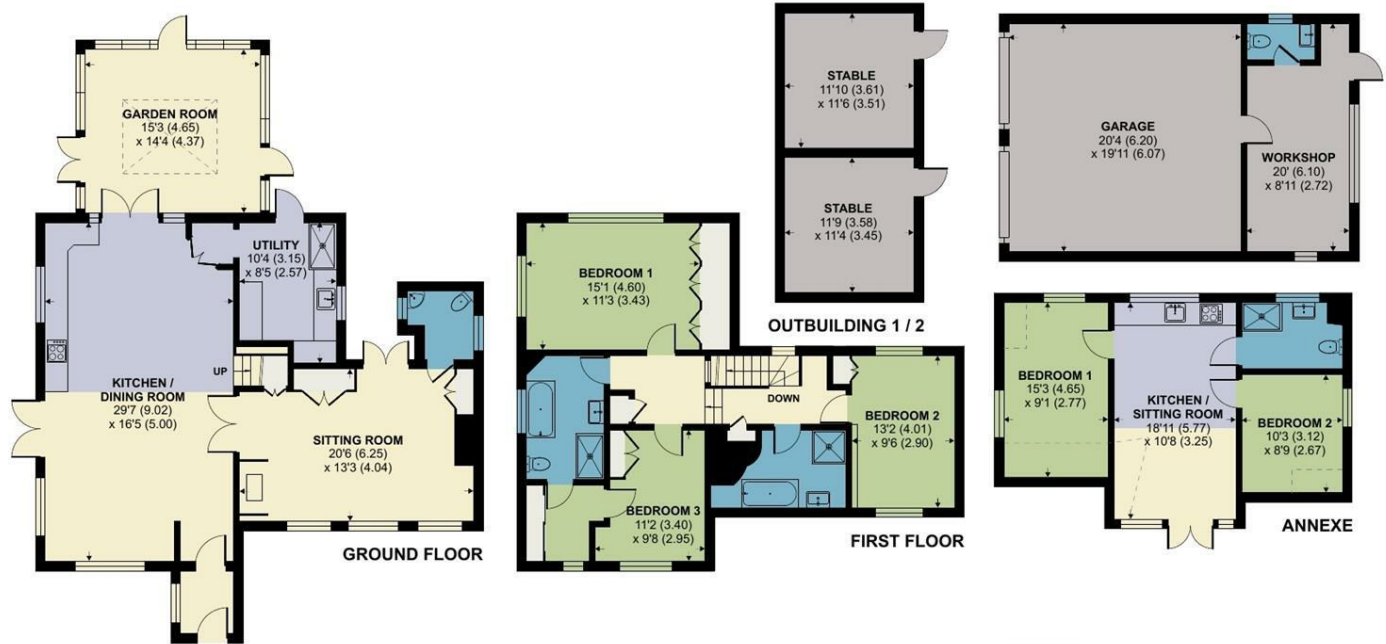 GARDEN ROOM
15'3 (4.65)
x 14'4 (4.37)
UTILITY
10'4 (3.15)
x 8'5 (2.57)
UP
KITCHEN /
DINING ROOM
29'7 (9.02)
x 16'5 (5.00)
SITTING ROOM
20'6 (6.25)
x 13'3 (4.04)
GROUND FLOOR
STABLE
11'10 (3.61)
x 11'6 (3.51)
STABLE
11'9 (3.58)
x 11'4 (3.45)
OUTBUILDING 1 / 2
BEDROOM 1
15'1 (4.60)
x 11'3 (3.43)
DOWN
BEDROOM 2
13'2 (4.01)
x 9'6 (2.90)
BEDROOM 3
11'2 (3.40)
x 9'8 (2.95)
FIRST FLOOR
GARAGE
20'4 (6.20)
x 19'11 (6.07)
WORKSHOP
20' (6.10)
x 8'11 (2.72)
BEDROOM 1
15'3 (4.65)
x 9'1 (2.77)
KITCHEN /
SITTING ROOM
18'11 (5.77)
x 10'8 (3.25)
BEDROOM 2
10'3 (3.12)
x 8'9 (2.67)
ANNEXE